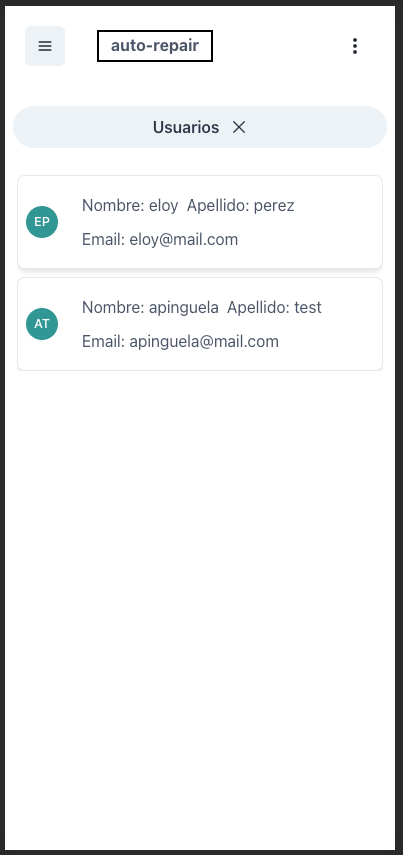 auto-repair
Usuarios
EP
Nombre: eloy Apellido: perez
Email: eloy@mail.com
AT
Nombre: apinguela Apellido: test
Email: apinguela@mail.com